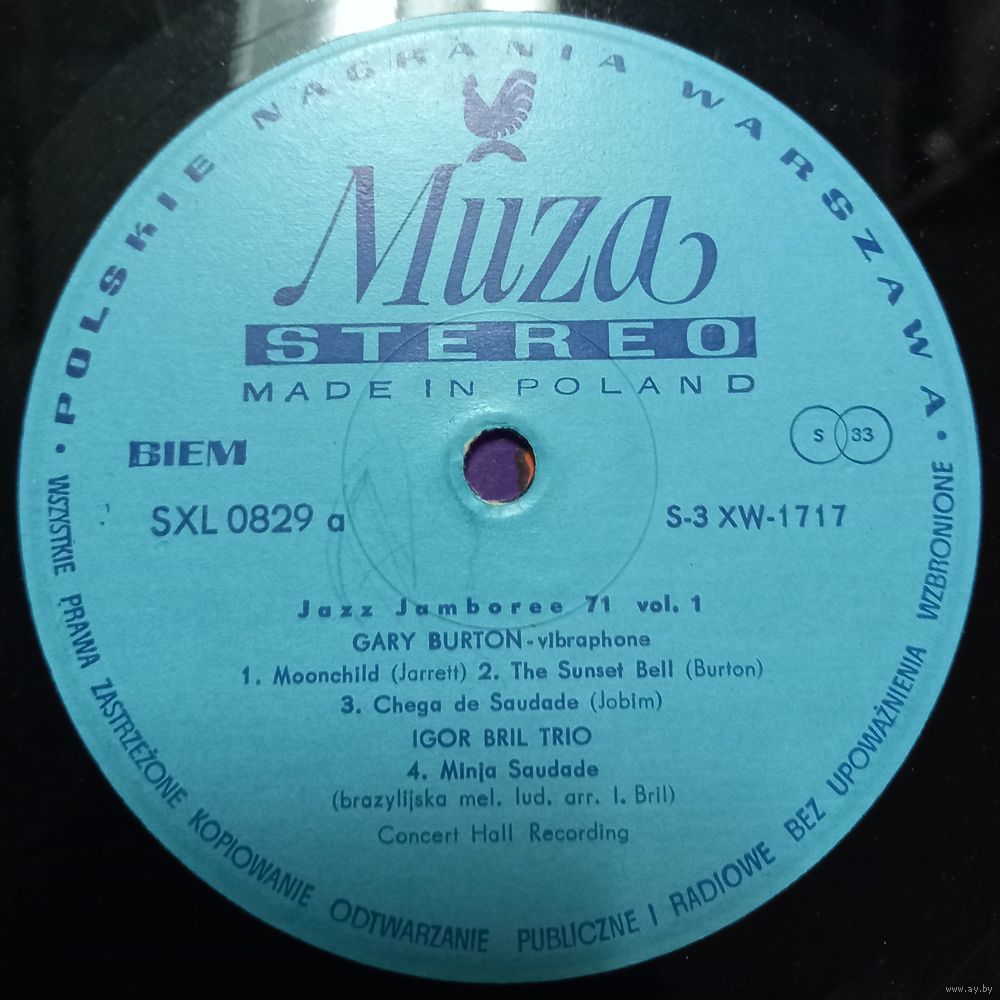 POLSKIE NAGRANIA WARSZAWA
Muza
STEREO
MADE IN POLAND
BIEM
S 33
SXL 0829 a
S-3 XW-1717
Jazz Jamboree 71 vol. 1
GARY BURTON-vibraphone
1. Moonchild (Jarrett) 2. The Sunset Bell (Burton)
3. Chega de Saudade (Jobim)
IGOR BRIL TRIO
4. Minja Saudade
(brazylijska mel. lud. arr. I. Bril)
Concert Hall Recording
• WSZYSTKIE PRAWA ZASTRZEŻONE KOPIOWANIE ODTWARZANIE PUBLICZNE I RADIOWE BEZ UPOWAŻNIENIA WZBRONIONE •
www.ay.by